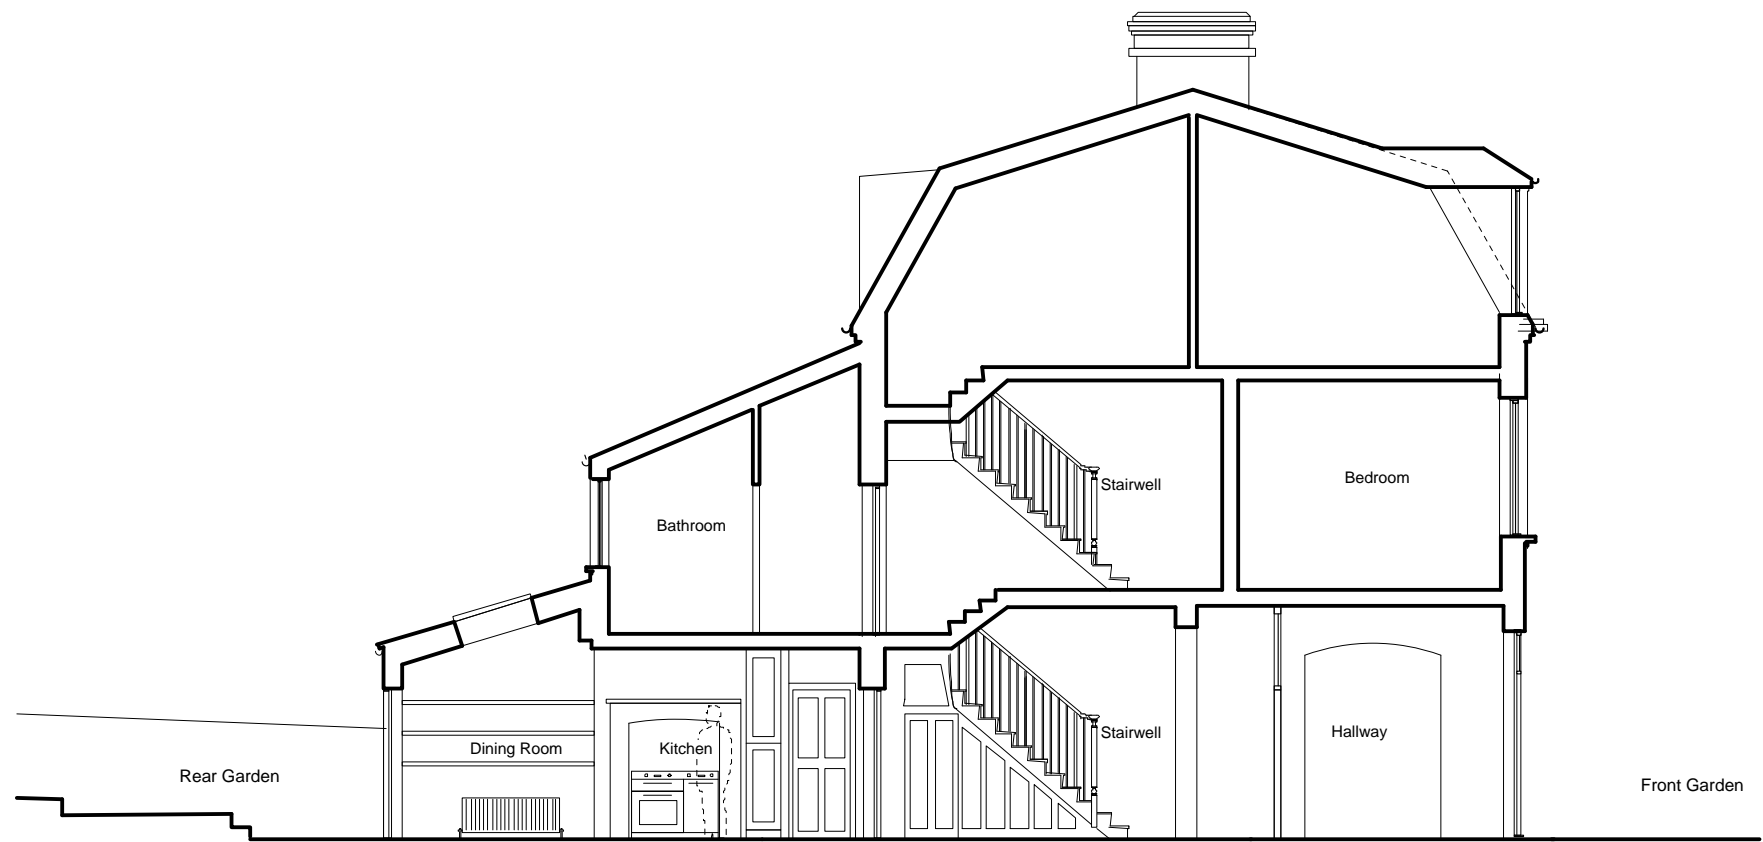 Stairwell
Bedroom
Bathroom
Stairwell
Hallway
Dining Room
Kitchen
Rear Garden
Front Garden